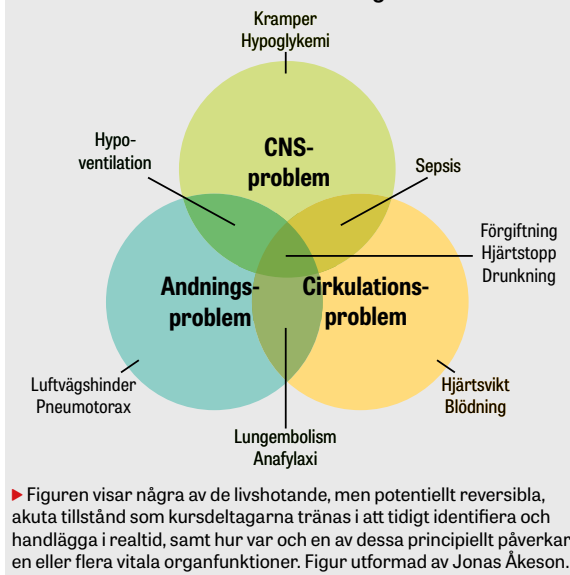 Kramper
Hypoglykemi
CNS-
problem
Hypo-
ventilation
Sepsis
Förgiftning
Hjärtstopp
Drunkning
Andnings-
problem
Cirkulations-
problem
Luftvägshinder
Pneumotorax
Hjärtsvikt
Blödning
Lungembolism
Anafylaxi
▶ Figuren visar några av de livshotande, men potentiellt reversibla,
akuta tillstånd som kursdeltagarna tränas i att tidigt identifiera och
handlägga i realtid, samt hur var och en av dessa principiellt påverkar
en eller flera vitala organfunktioner. Figur utformad av Jonas Åkeson.